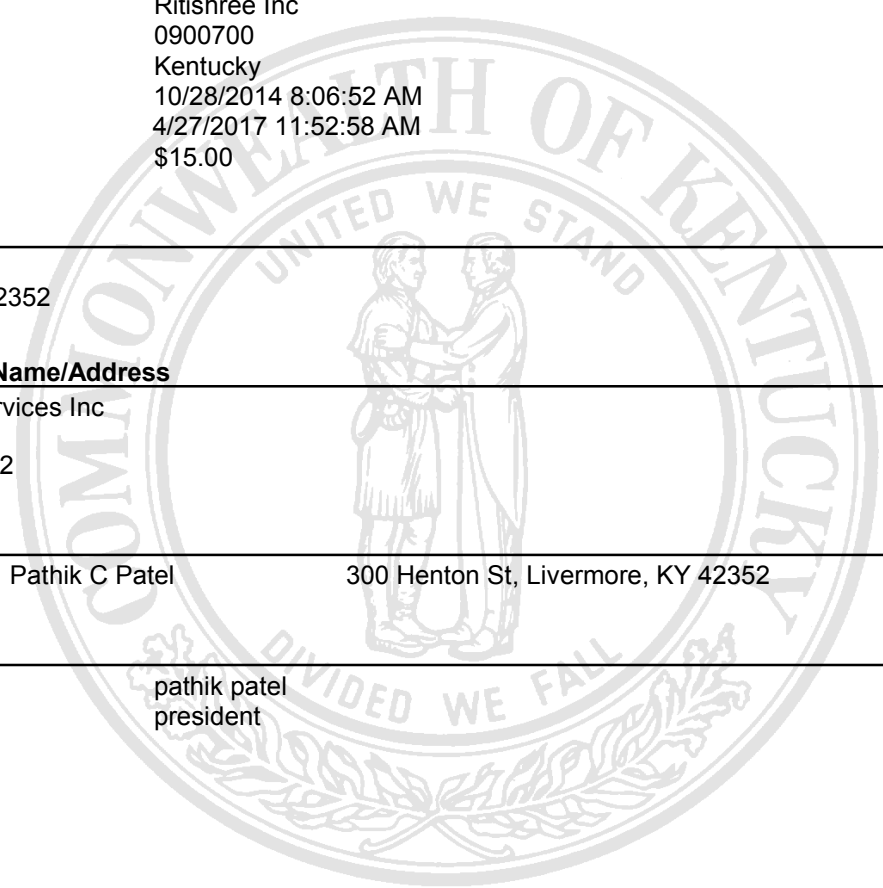 Ritishree Inc
0900700
Kentucky
10/28/2014 8:06:52 AM
4/27/2017 11:52:58 AM
$15.00
COMMONWEALTH OF KENTUCKY
UNITED WE STAND
2352
Name/Address
rvices Inc
2
Pathik C Patel 300 Henton St, Livermore, KY 42352
DIVIDED WE FALL
pathik patel
president